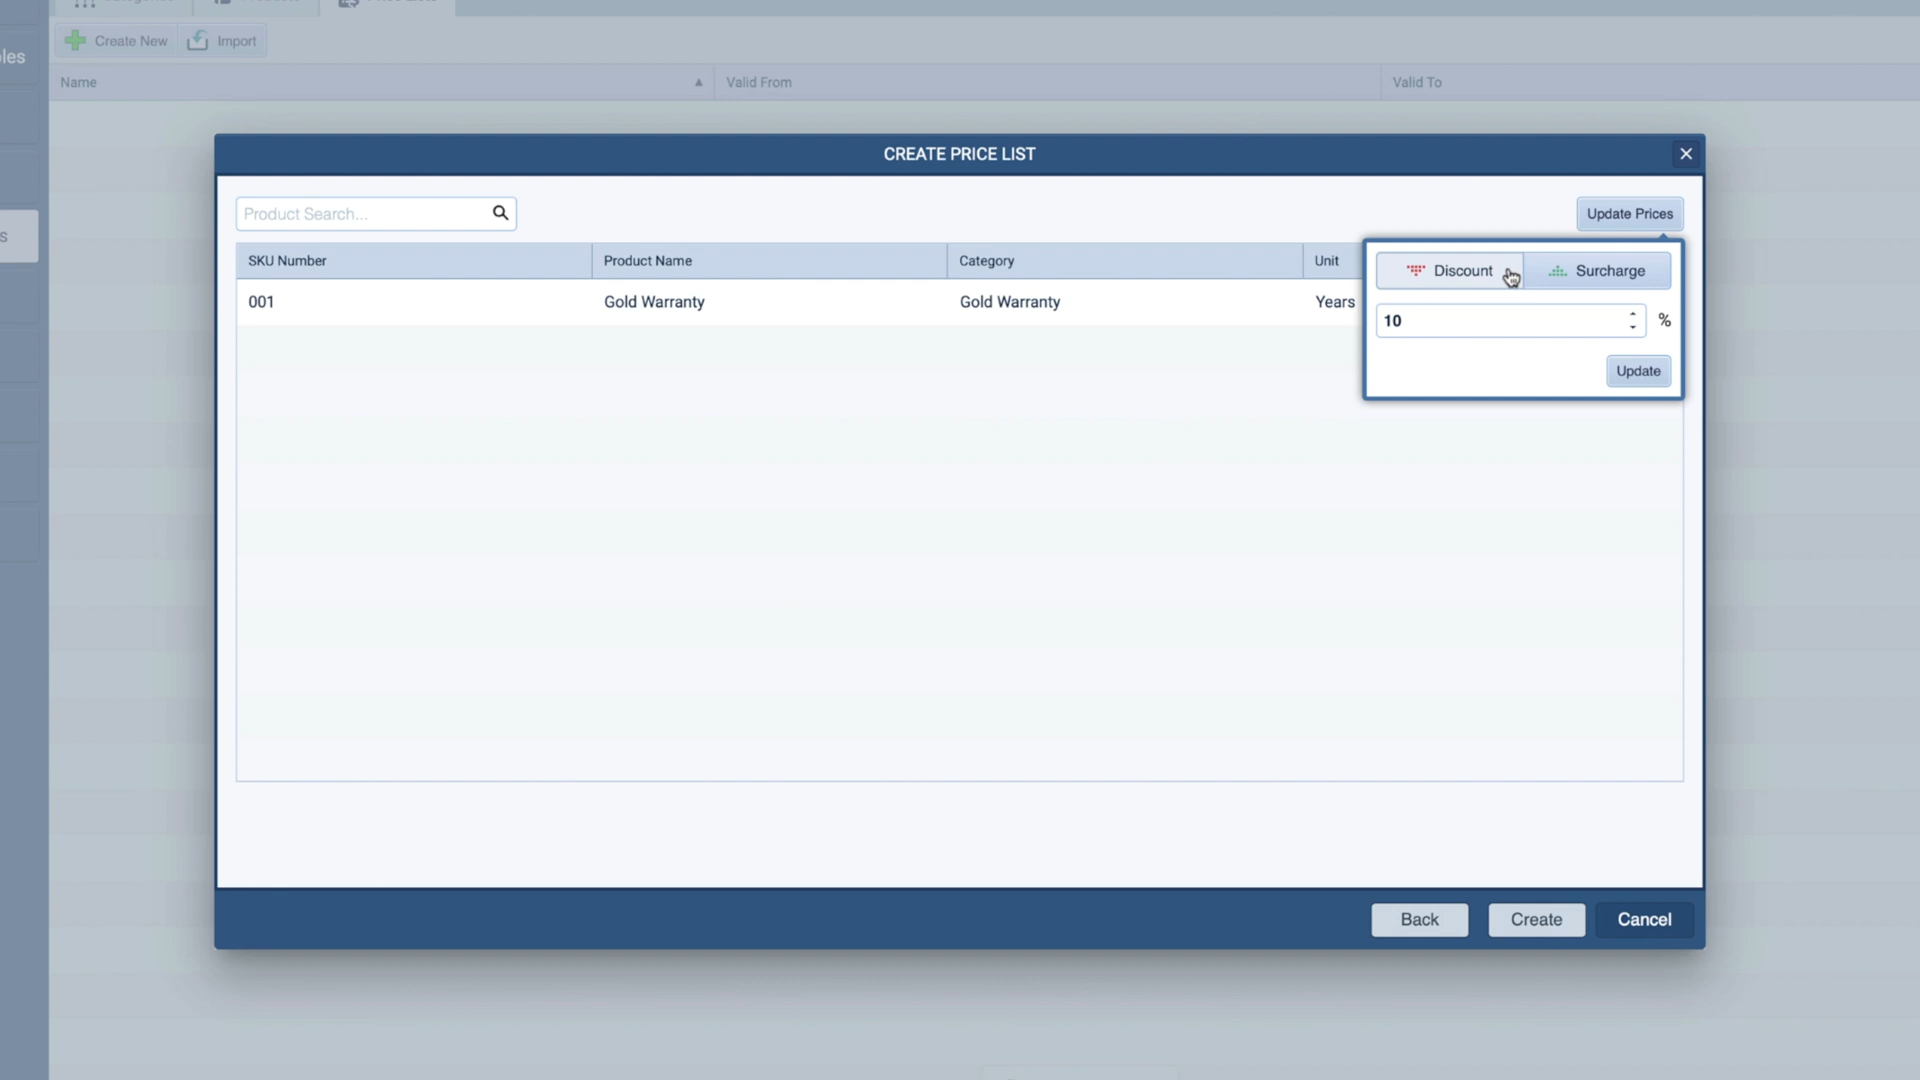 Create New Import
les
Name Valid From Valid To
CREATE PRICE LIST
Product Search...
Update Prices
SKU Number Product Name Category Unit
Discount Surcharge
s
001 Gold Warranty Gold Warranty Years
10 %
Update
Back Create Cancel